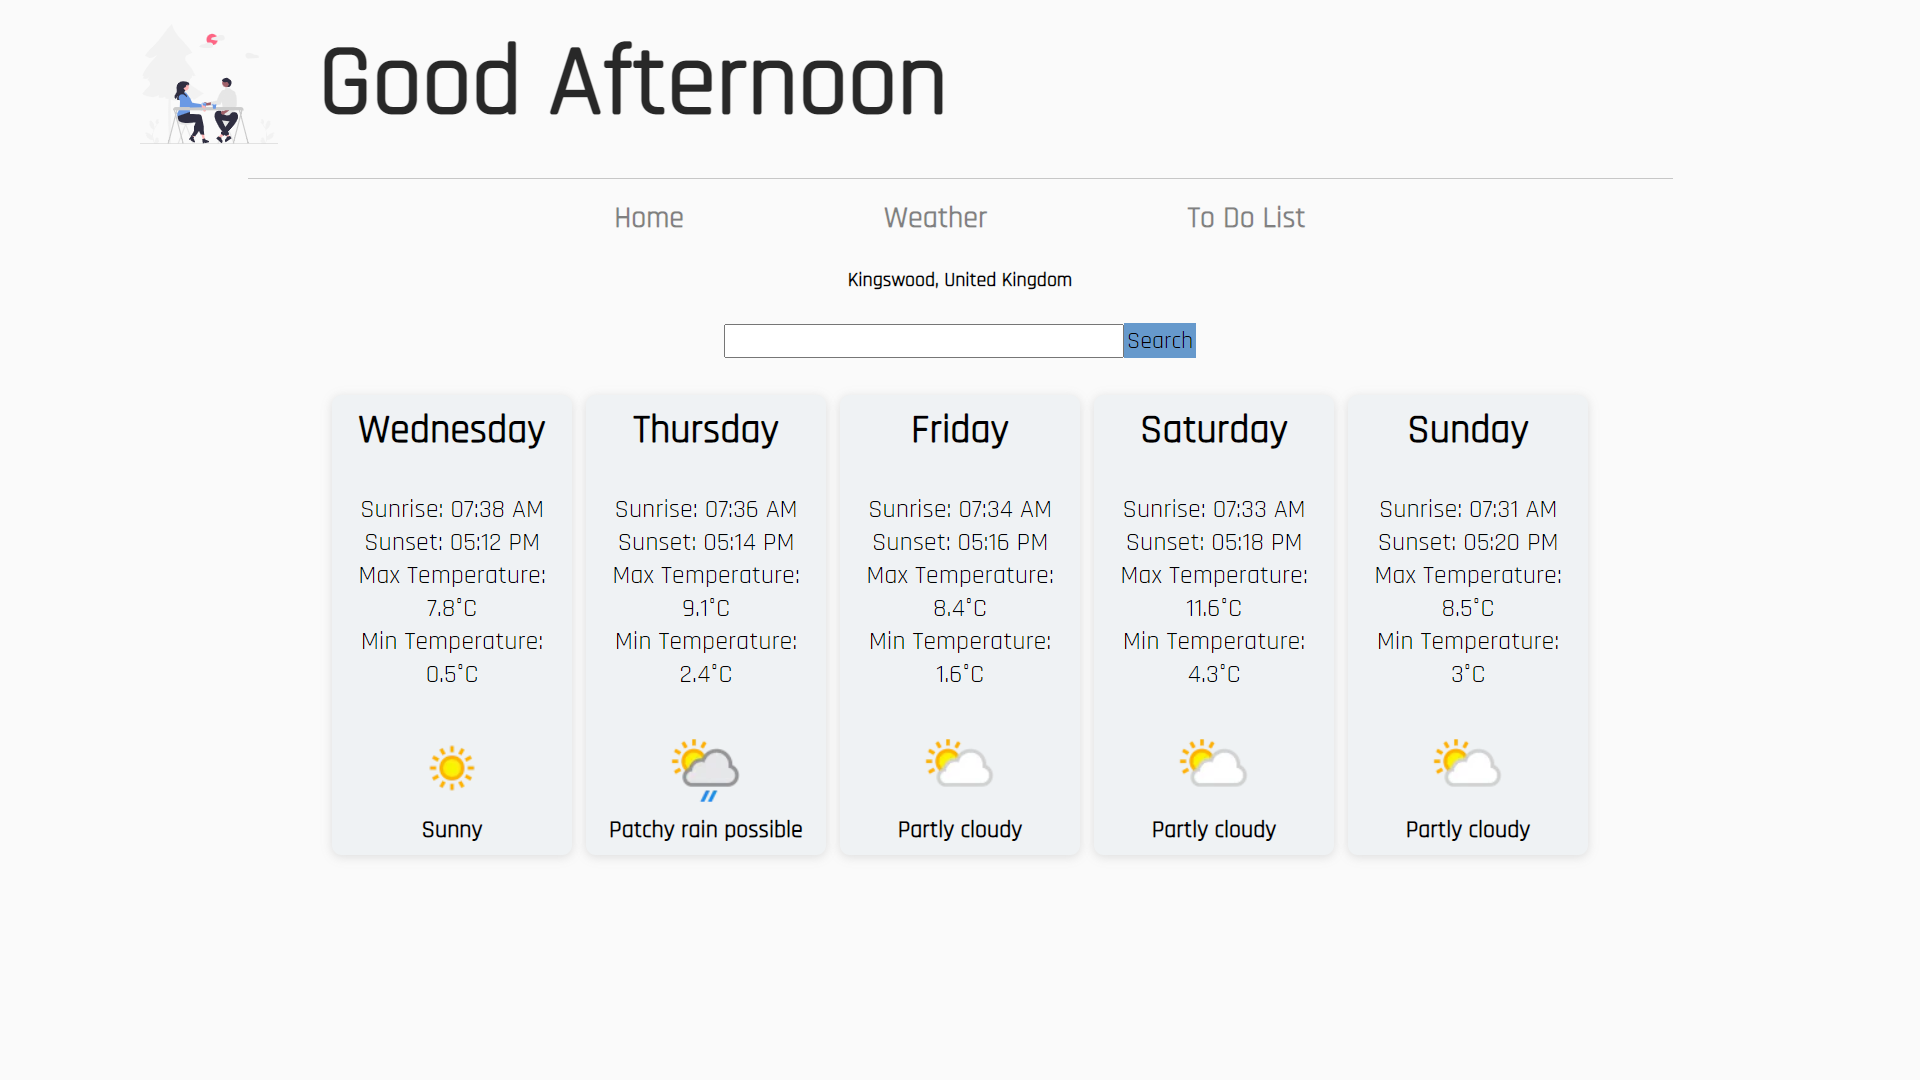 Good Afternoon
Home
Weather
To Do List
Kingswood, United Kingdom
Search
Wednesday
Sunrise: 07:38 AM
Sunset: 05:12 PM
Max Temperature:
7.8°C
Min Temperature:
0.5°C
Sunny
Thursday
Sunrise: 07:36 AM
Sunset: 05:14 PM
Max Temperature:
9.1°C
Min Temperature:
2.4°C
Patchy rain possible
Friday
Sunrise: 07:34 AM
Sunset: 05:16 PM
Max Temperature:
8.4°C
Min Temperature:
1.6°C
Partly cloudy
Saturday
Sunrise: 07:33 AM
Sunset: 05:18 PM
Max Temperature:
11.6°C
Min Temperature:
4.3°C
Partly cloudy
Sunday
Sunrise: 07:31 AM
Sunset: 05:20 PM
Max Temperature:
8.5°C
Min Temperature:
3°C
Partly cloudy